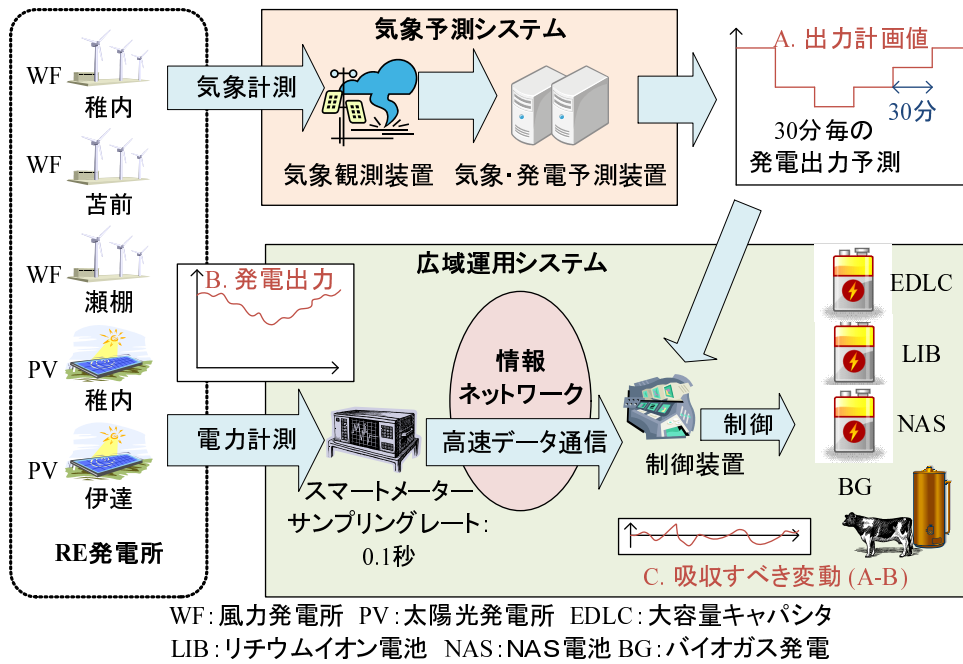 気象予測システム
WF
稚内
気象計測
気象観測装置
気象・発電予測装置
A. 出力計画値
30分
30分毎の
発電出力予測
WF
苫前
WF
瀬棚
PV
稚内
PV
伊達
RE発電所
広域運用システム
B. 発電出力
電力計測
スマートメーター
サンプリングレート：
0.1秒
情報
ネットワーク
高速データ通信
制御装置
制御
EDLC
LIB
NAS
BG
C. 吸収すべき変動 (A-B)
WF：風力発電所 PV：太陽光発電所 EDLC：大容量キャパシタ
LIB：リチウムイオン電池 NAS：NAS電池 BG：バイオガス発電